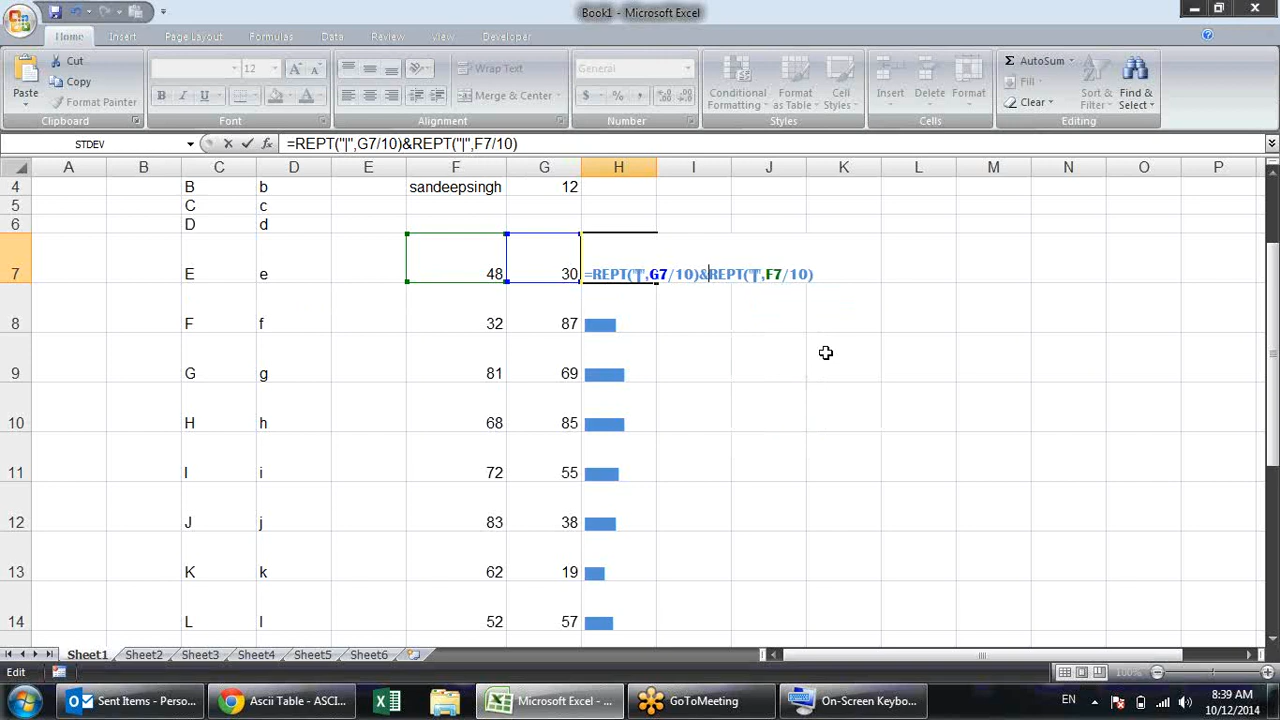 Book1 - Microsoft Excel
Home Insert Page Layout Formulas Data Review View Developer
Cut
Copy
Format Painter
Paste
Clipboard
12 A A
B I U
Font
Wrap Text
Merge & Center
Alignment
General
$ % ,
Number
Conditional Formatting
Format as Table
Cell Styles
Styles
Insert Delete Format
Cells
AutoSum
Fill
Clear
Sort & Filter
Find & Select
Editing
STDEV =REPT("|",G7/10)&REPT("|",F7/10)
A B C D E F G H I J K L M N O P
4 B b sandeepsingh 12
5 C c
6 D d
7 E e 48 30 =REPT("|",G7/10)&REPT("|",F7/10)
8 F f 32 87
9 G g 81 69
10 H h 68 85
11 I i 72 55
12 J j 83 38
13 K k 62 19
14 L l 52 57
Sheet1 Sheet2 Sheet3 Sheet4 Sheet5 Sheet6
Edit 100%
Sent Items - Perso... Ascii Table - ASCI... Microsoft Excel - ... GoToMeeting On-Screen Keybo... EN 8:39 AM
10/12/2014